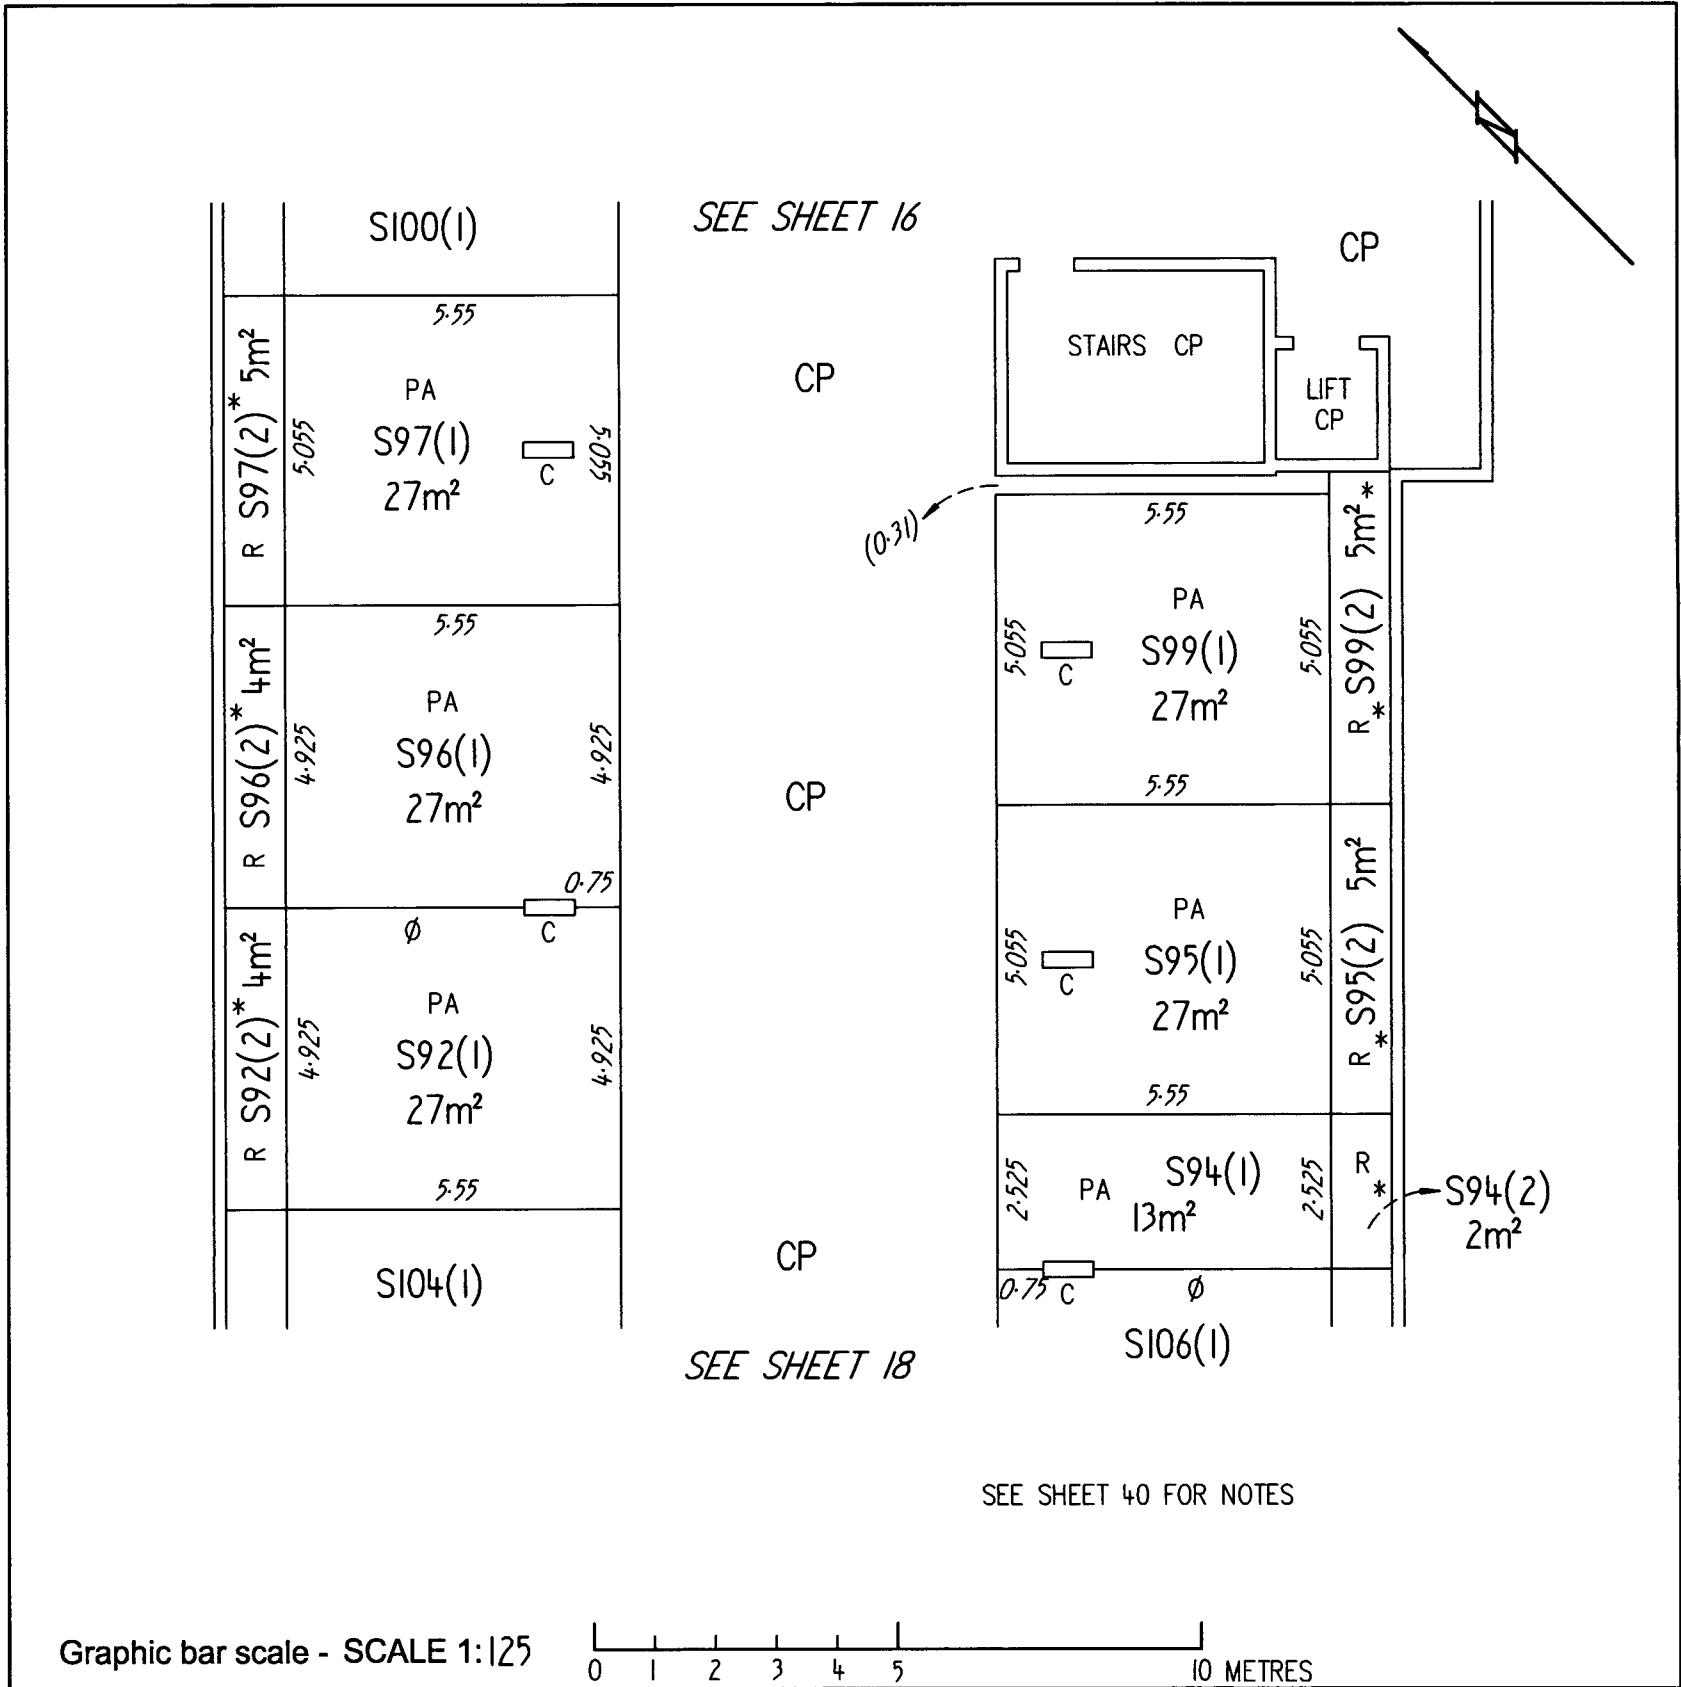 SEE SHEET 16
S100(1)
CP
5.55
R S97(2)* 5m²
5.055
PA
S97(1)
27m²
C
5.055
CP
STAIRS CP
LIFT
CP
(0.31)
5.55
R S96(2)* 4m²
4.925
PA
S96(1)
27m²
4.925
0.75
C
ø
CP
5.55
5.055
C
PA
S99(1)
27m²
5.055
R* S99(2) 5m²*
5.55
R S92(2)* 4m²
4.925
PA
S92(1)
27m²
4.925
5.55
5.055
C
PA
S95(1)
27m²
5.055
R* S95(2) 5m²
5.55
S104(1)
CP
2.525
PA
S94(1)
13m²
2.525
R
*
S94(2)
2m²
0.75
C
ø
S106(1)
SEE SHEET 18
SEE SHEET 40 FOR NOTES
Graphic bar scale - SCALE 1:125
0 1 2 3 4 5 10 METRES